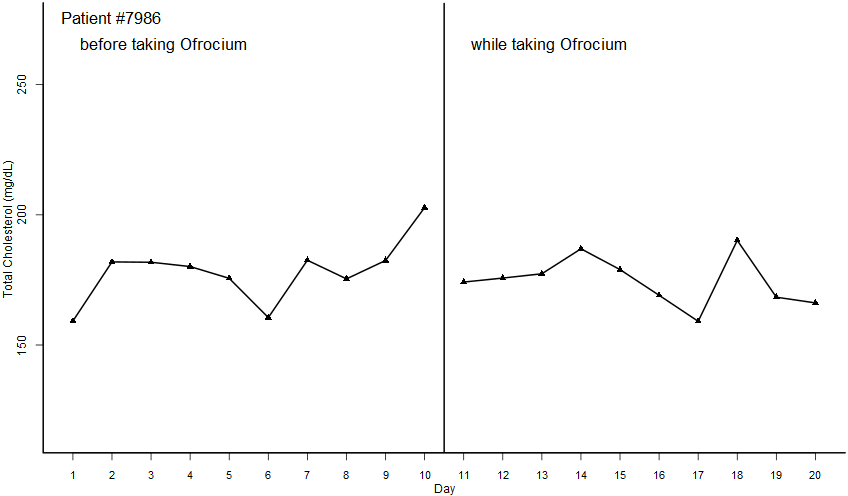 Patient #7986
before taking Ofrocium
while taking Ofrocium
Total Cholesterol (mg/dL)
250
200
150
1 2 3 4 5 6 7 8 9 10 11 12 13 14 15 16 17 18 19 20
Day